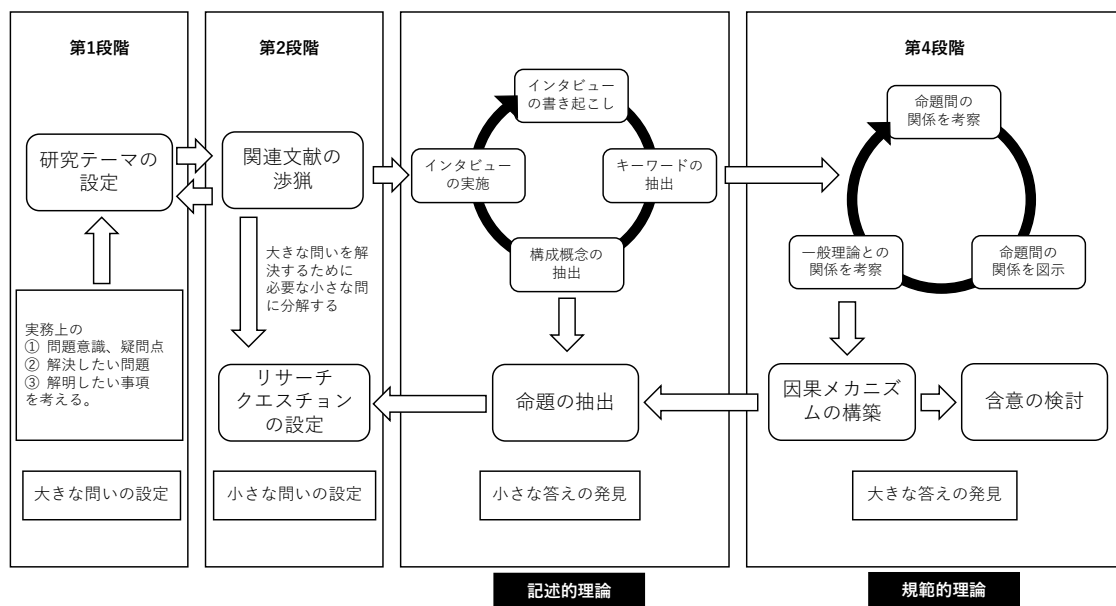 第1段階
研究テーマの
設定
実務上の
① 問題意識、疑問点
② 解決したい問題
③ 解明したい事項
を考える。
大きな問いの設定
第2段階
関連文献の
渉猟
大きな問いを解
決するために
必要な小さな問
に分解する
リサーチ
クエスチョン
の設定
小さな問いの設定
インタビュー
の書き起こし
インタビュー
の実施
キーワードの
抽出
構成概念の
抽出
命題の抽出
小さな答えの発見
記述的理論
第4段階
命題間の
関係を考察
一般理論との
関係を考察
命題間の
関係を図示
因果メカニズ
ムの構築
含意の検討
大きな答えの発見
規範的理論